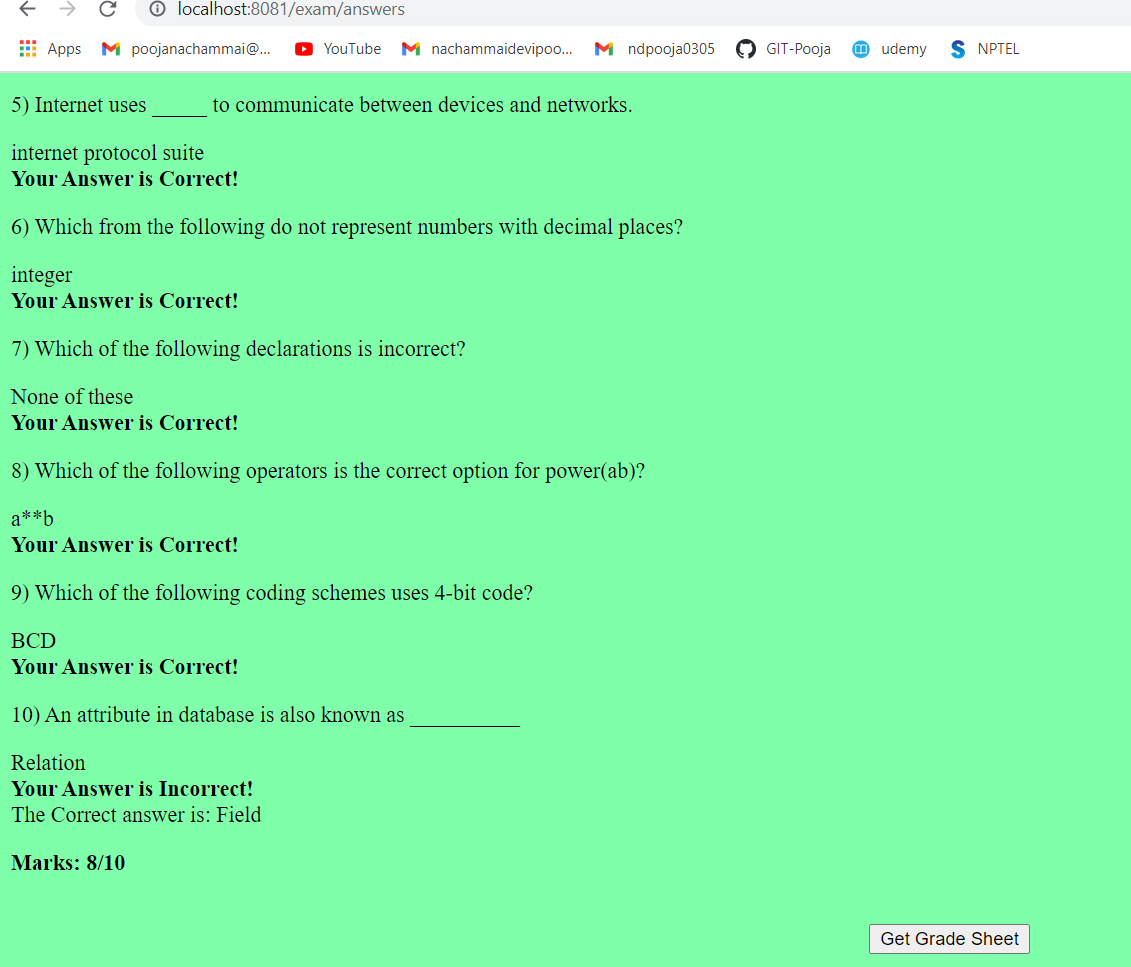 localhost:8081/exam/answers
Apps poojanachammai@... YouTube nachammaidevipoo... ndpooja0305 GIT-Pooja udemy NPTEL
5) Internet uses _____ to communicate between devices and networks.
internet protocol suite
Your Answer is Correct!
6) Which from the following do not represent numbers with decimal places?
integer
Your Answer is Correct!
7) Which of the following declarations is incorrect?
None of these
Your Answer is Correct!
8) Which of the following operators is the correct option for power(ab)?
a**b
Your Answer is Correct!
9) Which of the following coding schemes uses 4-bit code?
BCD
Your Answer is Correct!
10) An attribute in database is also known as __________
Relation
Your Answer is Incorrect!
The Correct answer is: Field
Marks: 8/10
Get Grade Sheet